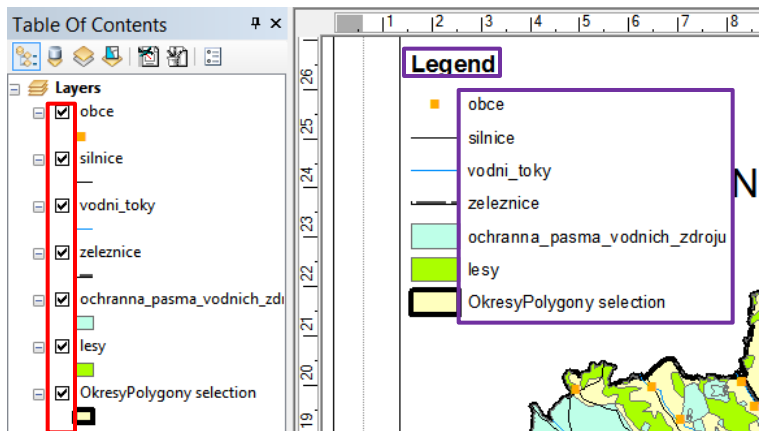 Table Of Contents
Layers
obce
silnice
vodni_toky
zeleznice
ochranna_pasma_vodnich_zdr
lesy
OkresyPolygony selection
1 2 3 4 5 6 7 8
26
25
24
23
22
21
20
19
Legend
obce
silnice
vodni_toky
zeleznice
ochranna_pasma_vodnich_zdroju
lesy
OkresyPolygony selection
N